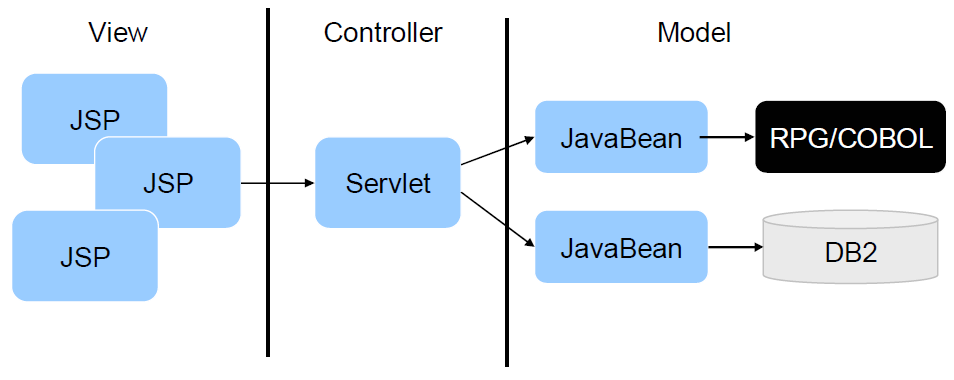 View
Controller
Model
JSP
JSP
JSP
Servlet
JavaBean
RPG/COBOL
JavaBean
DB2